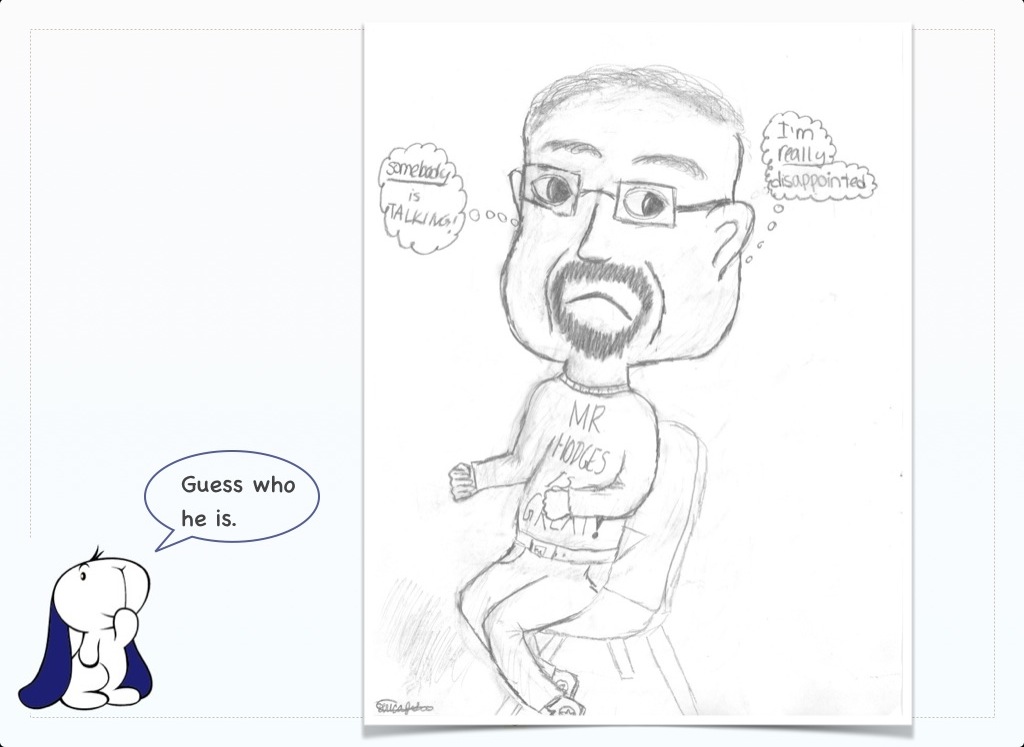 somebody
is
TALKING!
I'm
really
disappointed
MR
HODGES
IS
GREAT!
Guess who
he is.